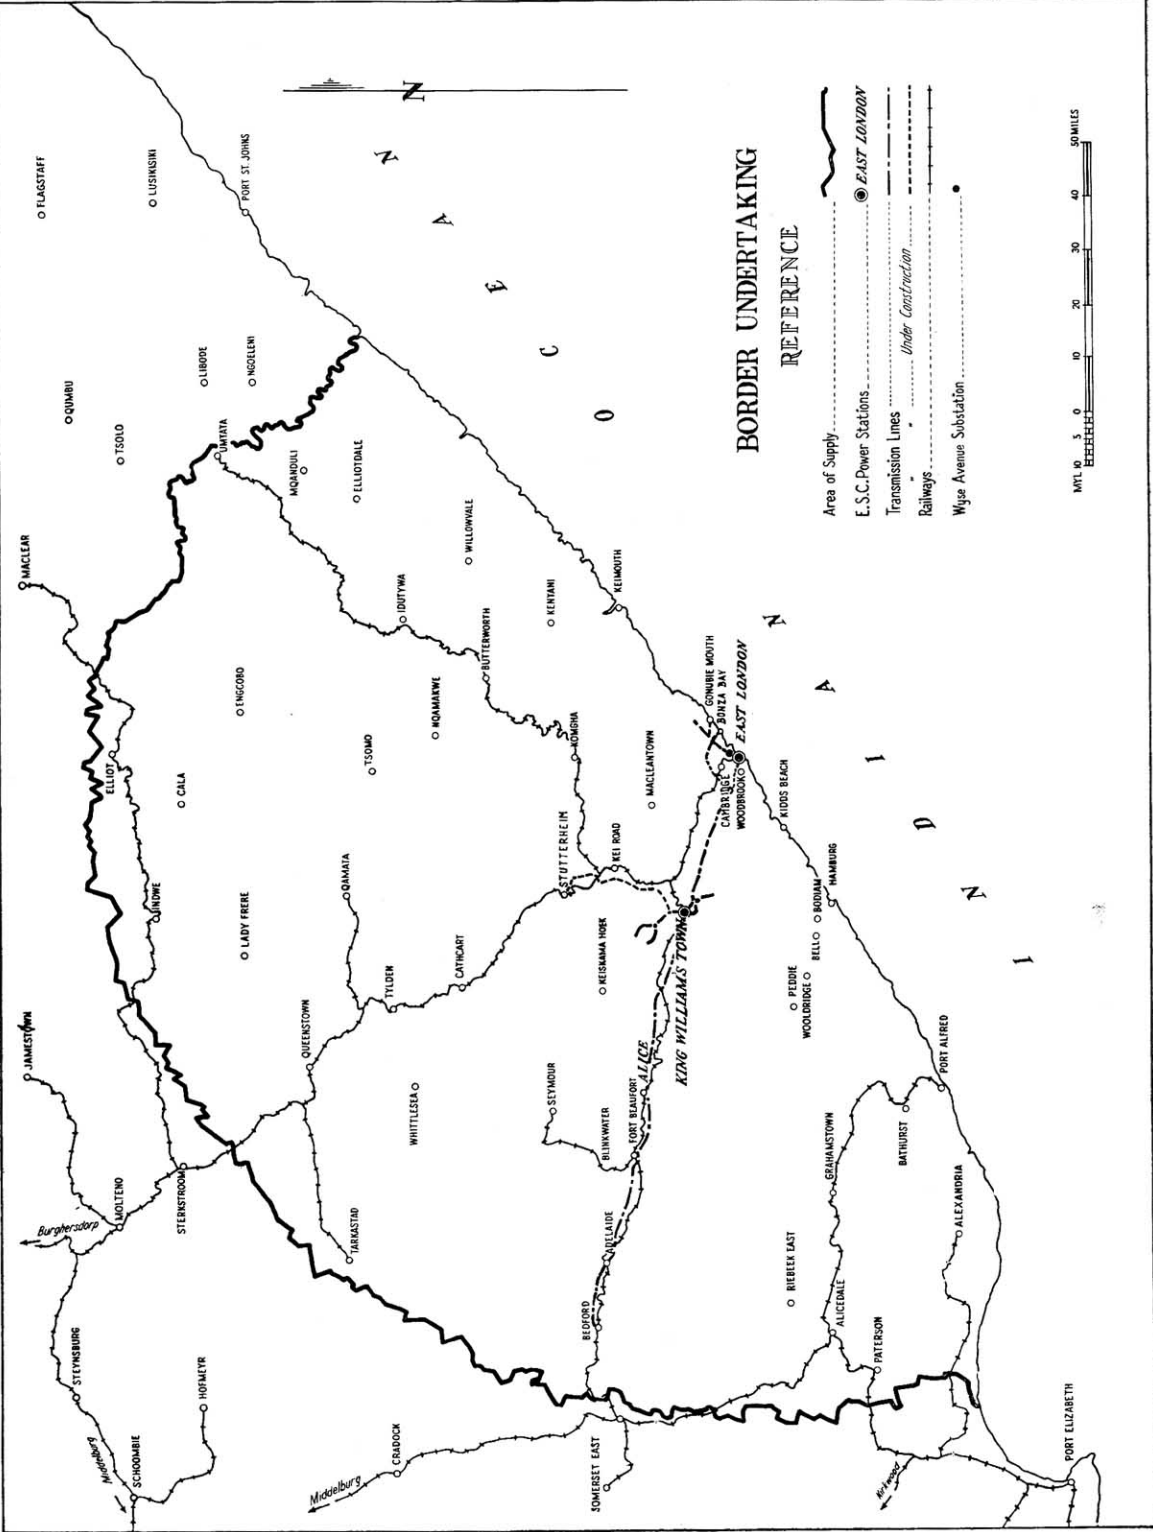 BORDER UNDERTAKING
REFERENCE
Area of Supply
E.S.C. Power Stations EAST LONDON
Transmission Lines
" " Under Construction
Railways
Wyse Avenue Substation
MYL 10 5 0 10 20 30 40 50 MILES
N
INDIAN OCEAN
FLAGSTAFF
LUSIKISIKI
PORT ST. JOHNS
QUMBU
TSOLO
LIBODE
NGOELENI
UMTATA
MQANDULI
ELLIOTDALE
WILLOWVALE
MACLEAR
IDUTYWA
KENTANI
KEIMOUTH
BUTTERWORTH
ENGCOBO
NQAMAKWE
TSOMO
ELLIOT
CALA
KOMGHA
MACLEANTOWN
GONUBIE MOUTH
BONZA BAY
EAST LONDON
CAMBRIDGE
WOODBROOK
KIDDS BEACH
INDWE
LADY FRERE
QAMATA
STUTTERHEIM
KEI ROAD
HAMBURG
BODIAM
BELL
CATHCART
TYLDEN
KEISKAMA HOEK
KING WILLIAM'S TOWN
PEDDIE
WOOLDRIDGE
JAMESTOWN
QUEENSTOWN
WHITTLESEA
SEYMOUR
ALICE
FORT BEAUFORT
BLINKWATER
PORT ALFRED
BATHURST
GRAHAMSTOWN
ALEXANDRIA
MOLTENO
Burghersdorp
STERKSTROOM
TARKASTAD
ADELAIDE
BEDFORD
RIEBEEK EAST
ALICEDALE
PATERSON
STEYNSBURG
HOFMEYR
Middelburg
SCHOOMBIE
CRADOCK
Middelburg
SOMERSET EAST
Kirkwood
PORT ELIZABETH